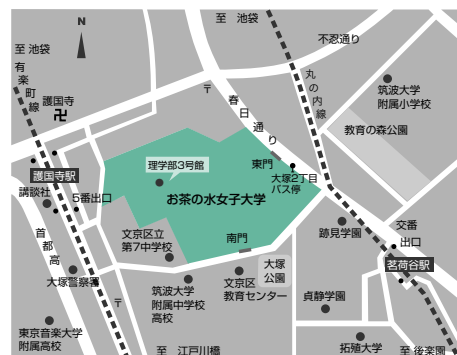 至 池袋
N
不忍通り
至 池袋
有楽町線
護国寺
卍
〒
春日通り
丸の内線
筑波大学
附属小学校
教育の森公園
理学部3号館
東門
大塚2丁目
バス停
護国寺駅
講談社
5番出口
お茶の水女子大学
文京区立
第7中学校
南門
跡見学園
交番
出口
茗荷谷駅
首都高
大塚警察署
〒
大塚
公園
筑波大学
附属中学校
高校
文京区
教育センター
貞静学園
東京音楽大学
附属高校
拓殖大学
至 江戸川橋
至 後楽園